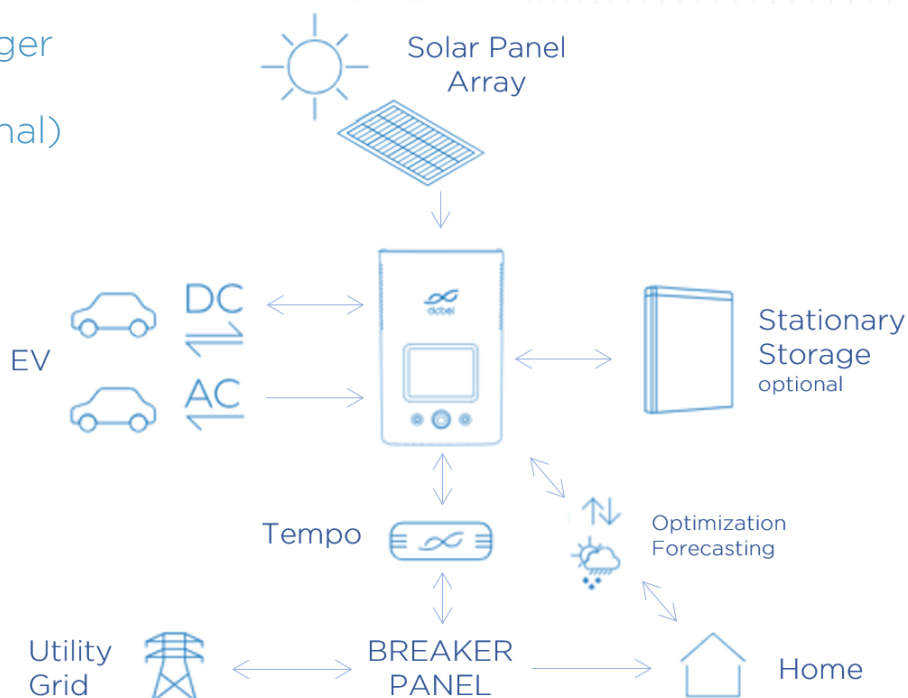 ger
nal)
Solar Panel
Array
DC
EV
AC
dcbel
Stationary
Storage
optional
Tempo
Optimization
Forecasting
Utility
Grid
BREAKER
PANEL
Home